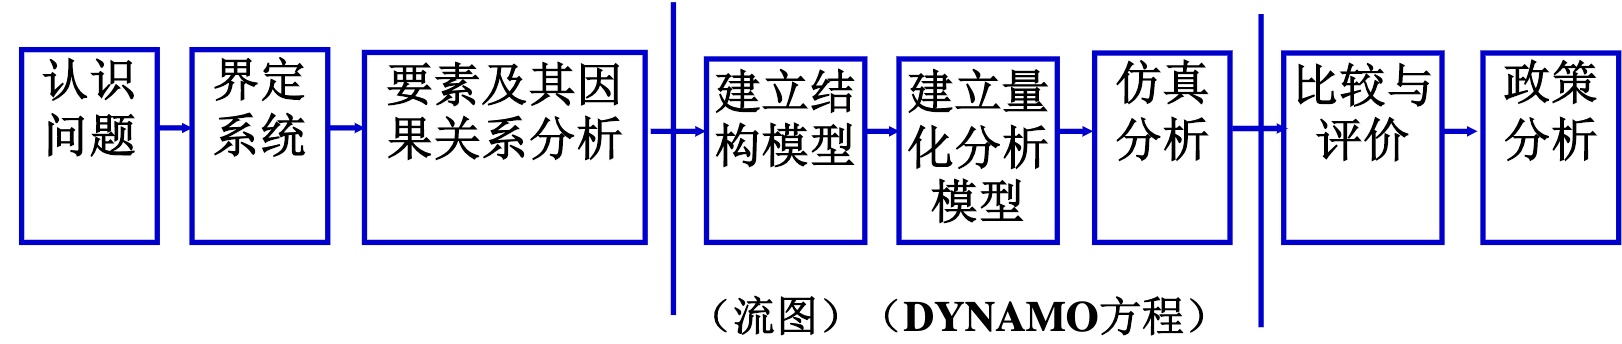 认识
问题
界定
系统
要素及其因
果关系分析
建立结
构模型
建立量
化分析
模型
仿真
分析
比较与
评价
政策
分析
（流图）（DYNAMO方程）